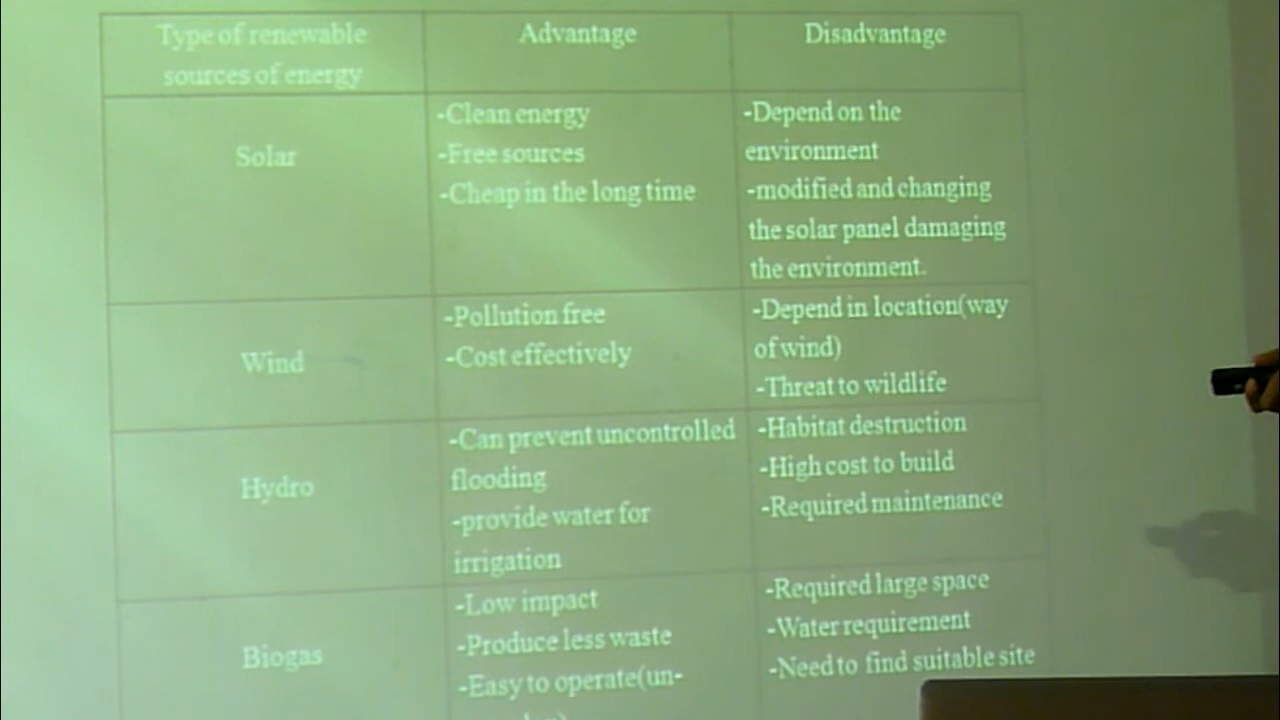 Type of renewable
sources of energy
Advantage
Disadvantage
Solar
-Clean energy
-Free sources
-Cheap in the long time
-Depend on the
environment
-modified and changing
the solar panel damaging
the environment.
Wind
-Pollution free
-Cost effectively
-Depend in location(way
of wind)
-Threat to wildlife
Hydro
-Can prevent uncontrolled
flooding
-provide water for
irrigation
-Habitat destruction
-High cost to build
-Required maintenance
Biogas
-Low impact
-Produce less waste
-Easy to operate(un-
-Required large space
-Water requirement
-Need to find suitable site